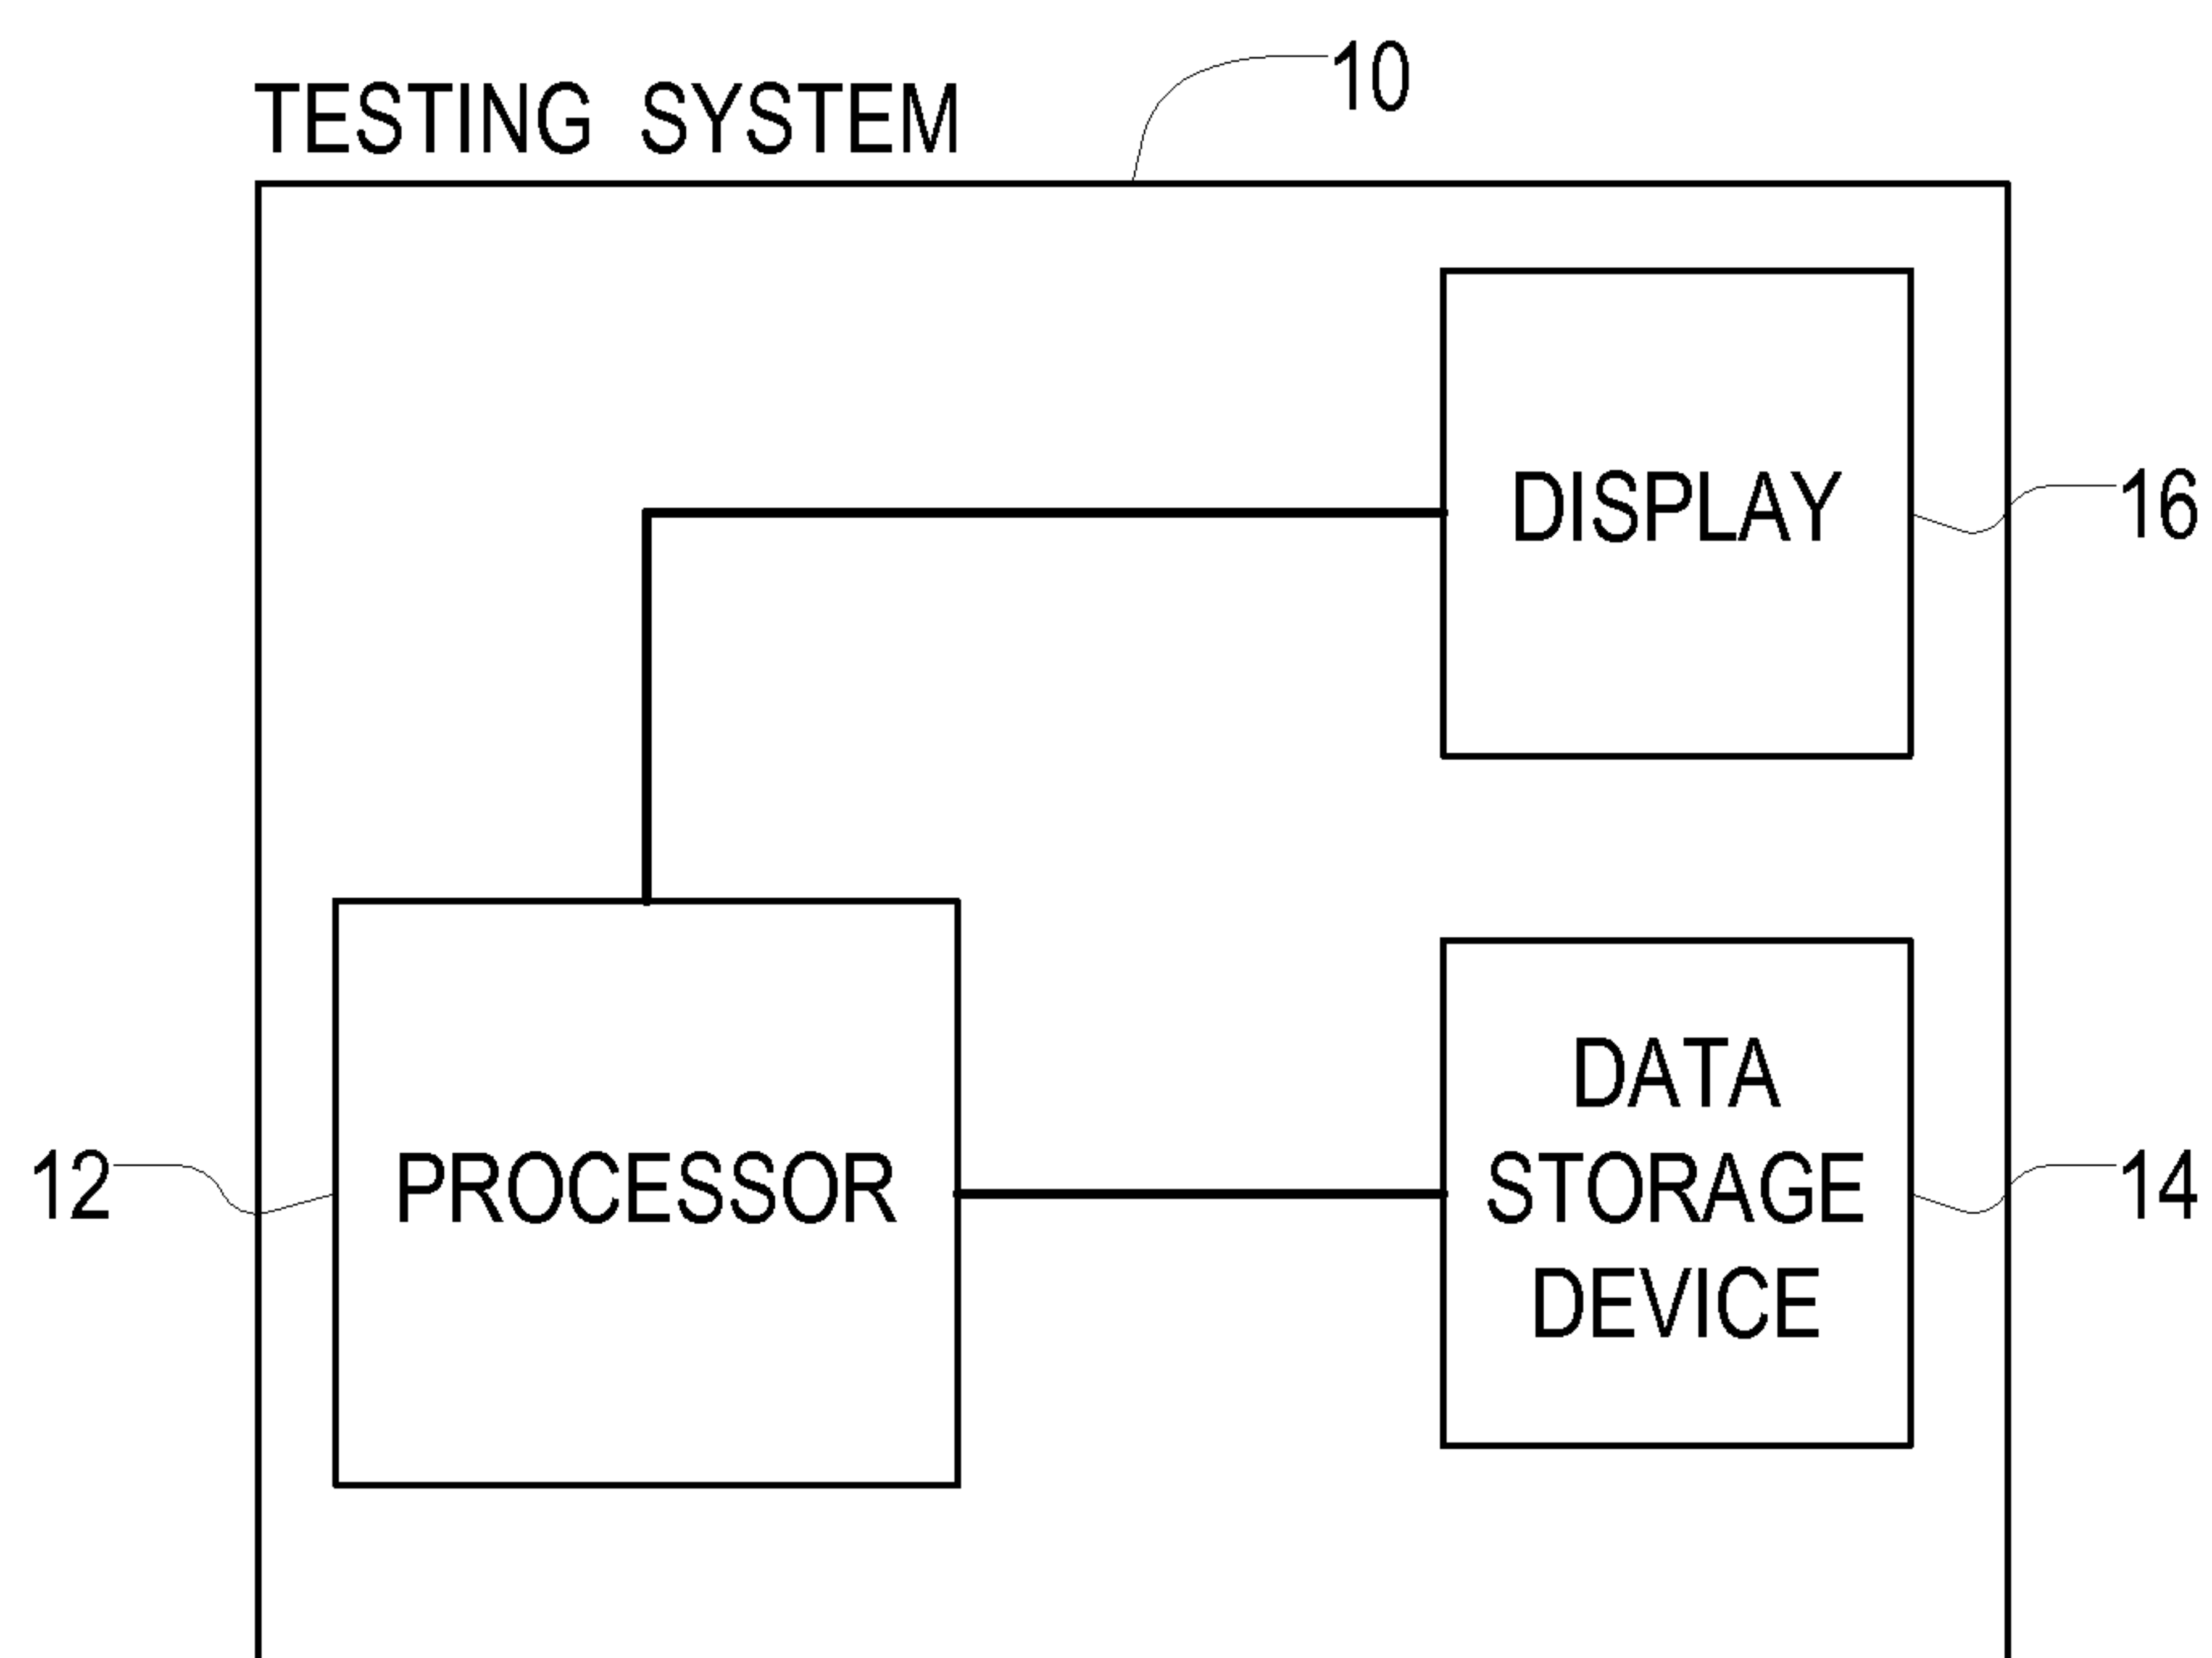 10
TESTING SYSTEM
DISPLAY
16
DATA
STORAGE
DEVICE
12
PROCESSOR
14